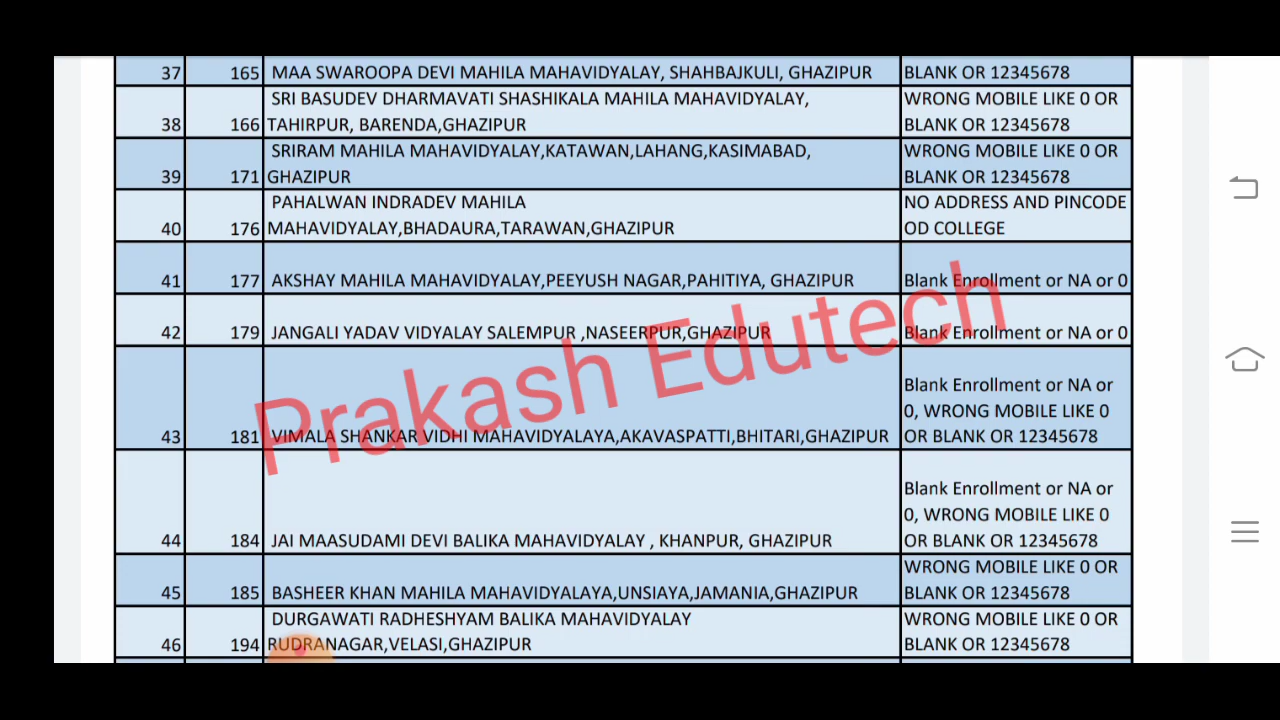 37 165 MAA SWAROOPA DEVI MAHILA MAHAVIDYALAY, SHAHBAJKULI, GHAZIPUR BLANK OR 12345678
SRI BASUDEV DHARMAVATI SHASHIKALA MAHILA MAHAVIDYALAY, WRONG MOBILE LIKE 0 OR
38 166 TAHIRPUR, BARENDA,GHAZIPUR BLANK OR 12345678
SRIRAM MAHILA MAHAVIDYALAY,KATAWAN,LAHANG,KASIMABAD, WRONG MOBILE LIKE 0 OR
39 171 GHAZIPUR BLANK OR 12345678
PAHALWAN INDRADEV MAHILA NO ADDRESS AND PINCODE
40 176 MAHAVIDYALAY,BHADAURA,TARAWAN,GHAZIPUR OD COLLEGE
41 177 AKSHAY MAHILA MAHAVIDYALAY,PEEYUSH NAGAR,PAHITIYA, GHAZIPUR Blank Enrollment or NA or 0
42 179 JANGALI YADAV VIDYALAY SALEMPUR ,NASEERPUR,GHAZIPUR Blank Enrollment or NA or 0
Prakash Edutech
Blank Enrollment or NA or
0, WRONG MOBILE LIKE 0
43 181 VIMALA SHANKAR VIDHI MAHAVIDYALAYA,AKAVASPATTI,BHITARI,GHAZIPUR OR BLANK OR 12345678
Blank Enrollment or NA or
0, WRONG MOBILE LIKE 0
44 184 JAI MAASUDAMI DEVI BALIKA MAHAVIDYALAY , KHANPUR, GHAZIPUR OR BLANK OR 12345678
WRONG MOBILE LIKE 0 OR
45 185 BASHEER KHAN MAHILA MAHAVIDYALAYA,UNSIAYA,JAMANIA,GHAZIPUR BLANK OR 12345678
DURGAWATI RADHESHYAM BALIKA MAHAVIDYALAY WRONG MOBILE LIKE 0 OR
46 194 RUDRANAGAR,VELASI,GHAZIPUR BLANK OR 12345678